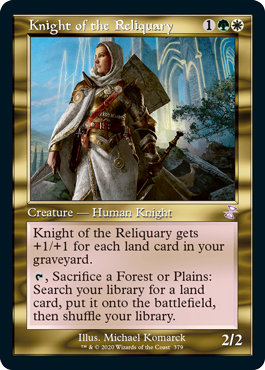 Knight of the Reliquary 1
Creature — Human Knight
Knight of the Reliquary gets
+1/+1 for each land card in your
graveyard.
, Sacrifice a Forest or Plains:
Search your library for a land
card, put it onto the battlefield,
then shuffle your library.
Illus. Michael Komarck
™ & © 2020 Wizards of the Coast 379
2/2